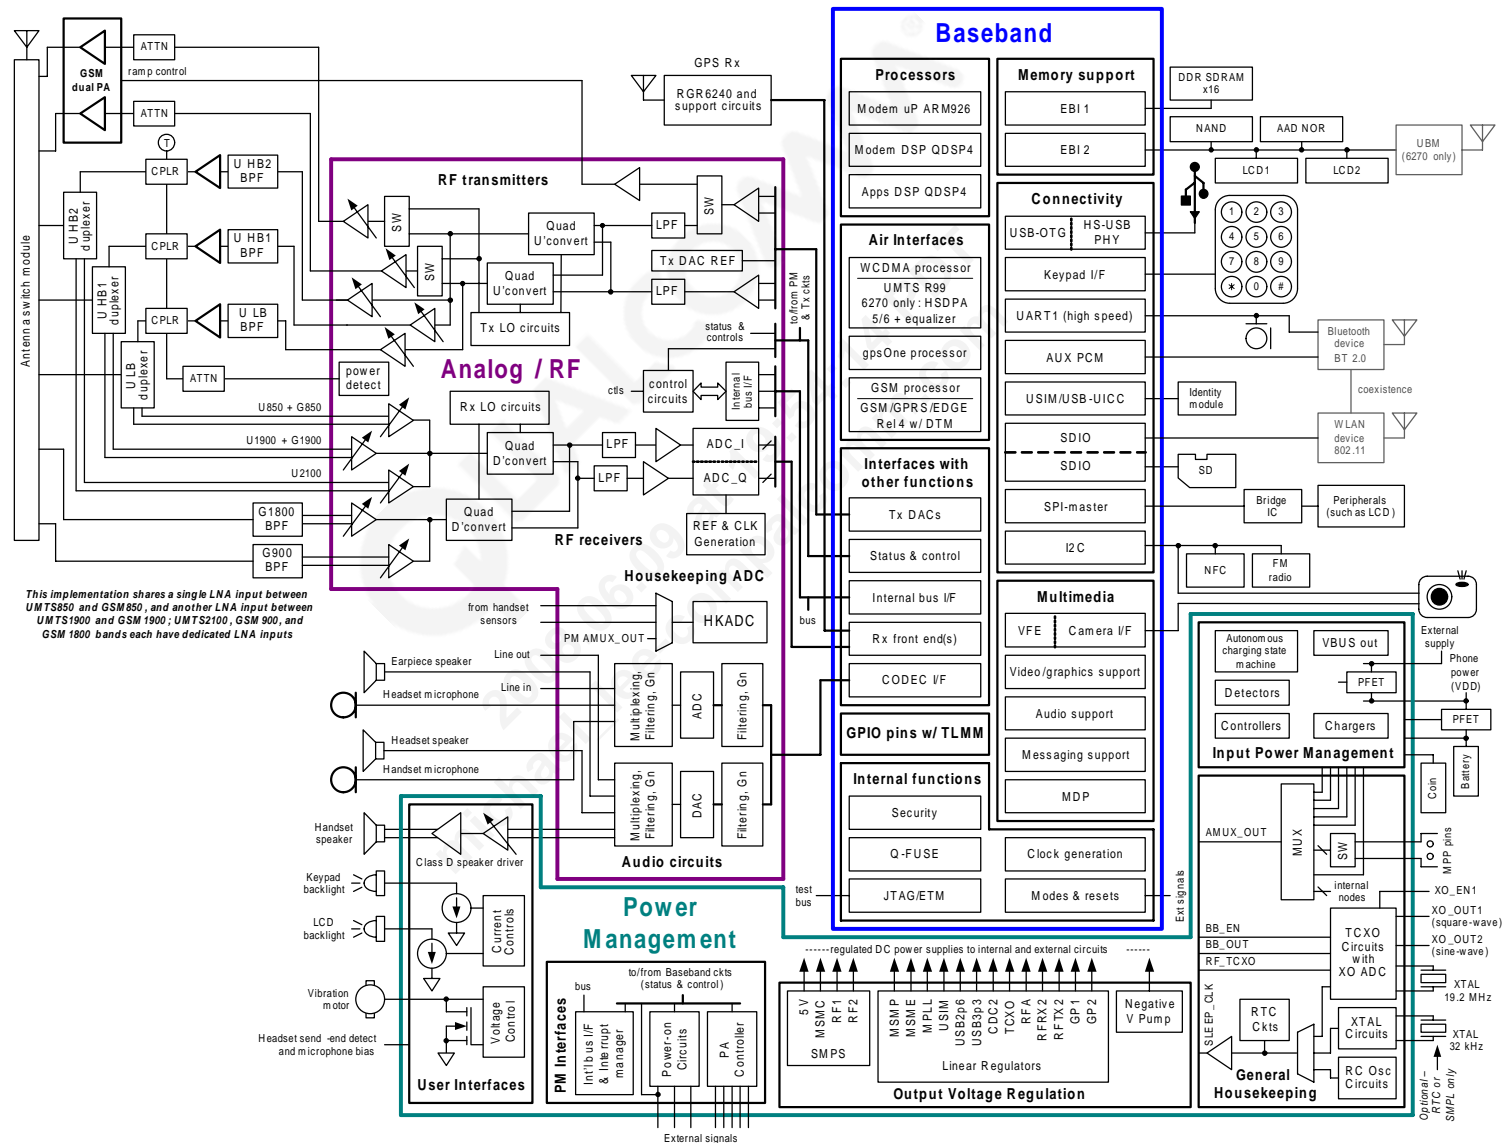 Baseband
GSM
dual PA
ATTN
ramp control
ATTN
T
CPLR
U HB2
BPF
CPLR
U HB1
BPF
CPLR
U LB
BPF
Antenna switch module
U HB2
duplexer
U HB1
duplexer
U LB
duplexer
ATTN
power
detect
GPS Rx
RGR6240 and
support circuits
RF transmitters
SW
SW
Quad
U'convert
Quad
U'convert
Tx LO circuits
LPF
SW
Tx DAC REF
LPF
to/from PM
& Tx ckts
Analog / RF
status &
controls
ctls
control
circuits
Internal
bus I/F
U850 + G850
U1900 + G1900
U2100
G1800
BPF
G900
BPF
Rx LO circuits
Quad
D'convert
Quad
D'convert
LPF
LPF
ADC_I
ADC_Q
REF & CLK
Generation
RF receivers
This implementation shares a single LNA input between
UMTS850 and GSM850, and another LNA input between
UMTS1900 and GSM 1900; UMTS2100, GSM 900, and
GSM 1800 bands each have dedicated LNA inputs
Housekeeping ADC
from handset
sensors
PM AMUX_OUT
HKADC
Line out
Earpiece speaker
Line in
Headset microphone
Headset speaker
Handset microphone
Multiplexing,
Filtering, Gn
ADC
Filtering, Gn
Multiplexing,
Filtering, Gn
DAC
Filtering, Gn
Audio circuits
Processors
Modem uP ARM926
Modem DSP QDSP4
Apps DSP QDSP4
Air Interfaces
WCDMA processor
UMTS R99
6270 only: HSDPA
5/6 + equalizer
gpsOne processor
GSM processor
GSM/GPRS/EDGE
Rel 4 w/ DTM
Interfaces with
other functions
Tx DACs
Status & control
Internal bus I/F
bus
Rx front end(s)
CODEC I/F
GPIO pins w/ TLMM
Internal functions
Security
Q-FUSE
JTAG/ETM
test
bus
Clock generation
Modes & resets
Ext signals
Memory support
EBI 1
EBI 2
DDR SDRAM
x16
NAND
AAD NOR
LCD1
LCD2
UBM
(6270 only)
Connectivity
USB-OTG
HS-USB
PHY
Keypad I/F
UART1 (high speed)
AUX PCM
USIM/USB-UICC
SDIO
SDIO
SPI-master
I2C
1 2 3
4 5 6
7 8 9
* 0 #
Bluetooth
device
BT 2.0
coexistence
Identity
module
WLAN
device
802.11
SD
Bridge
IC
Peripherals
(such as LCD)
NFC
FM
radio
Multimedia
VFE
Camera I/F
Video/graphics support
Audio support
Messaging support
MDP
Autonomous
charging state
machine
VBUS out
External
supply
Phone
power
(VDD)
PFET
Detectors
Controllers
Chargers
PFET
Input Power Management
Coin
Battery
AMUX_OUT
MUX
SW
MPP pins
internal
nodes
XO_EN1
XO_OUT1
(square-wave)
XO_OUT2
(sine-wave)
BB_EN
BB_OUT
RF_TCXO
TCXO
Circuits
with
XO ADC
XTAL
19.2 MHz
SLEEP_CLK
RTC
Ckts
XTAL
Circuits
XTAL
32 kHz
RC Osc
Circuits
General
Housekeeping
Optional –
RTC or
SMPL only
Handset
speaker
Class D speaker driver
Keypad
backlight
LCD
backlight
Current
Controls
Vibration
motor
Voltage
Control
Headset send -end detect
and microphone bias
User Interfaces
Power
Management
PM Interfaces
bus
to/from Baseband ckts
(status & control)
Int'l bus I/F
& Interrupt
manager
Power-on
Circuits
PA
Controller
External signals
------regulated DC power supplies to internal and external circuits ------
5V
MSMC
RF1
RF2
SMPS
MSMP
MSME
MPLL
USIM
USB2p6
USB3p3
CDC2
TCXO
RFA
RFRX2
RFTX2
GP1
GP2
Linear Regulators
Negative
V Pump
Output Voltage Regulation
QUALCOMM